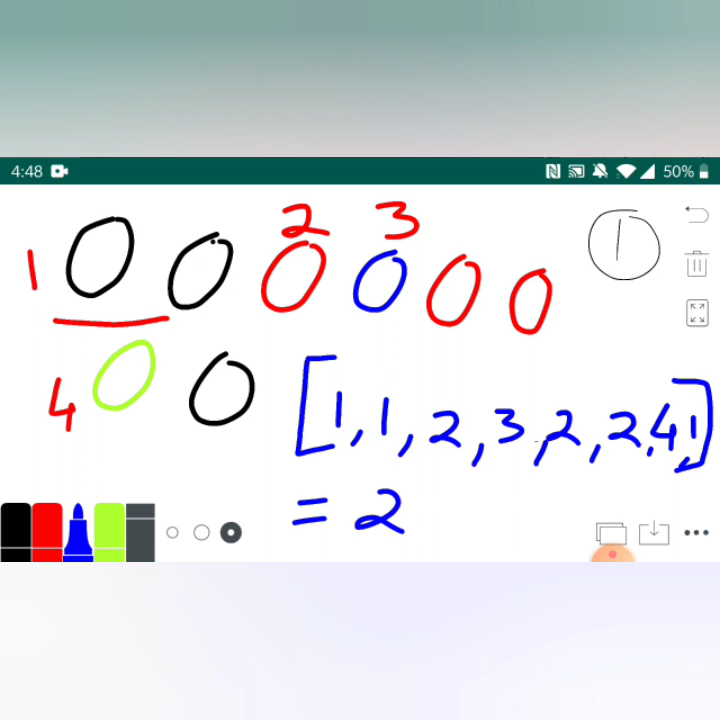 4:48 50%
2 3
1 0 0 0 0 0 0 1
4 0 0
[1,1,2,3,2,2,4,1]
= 2